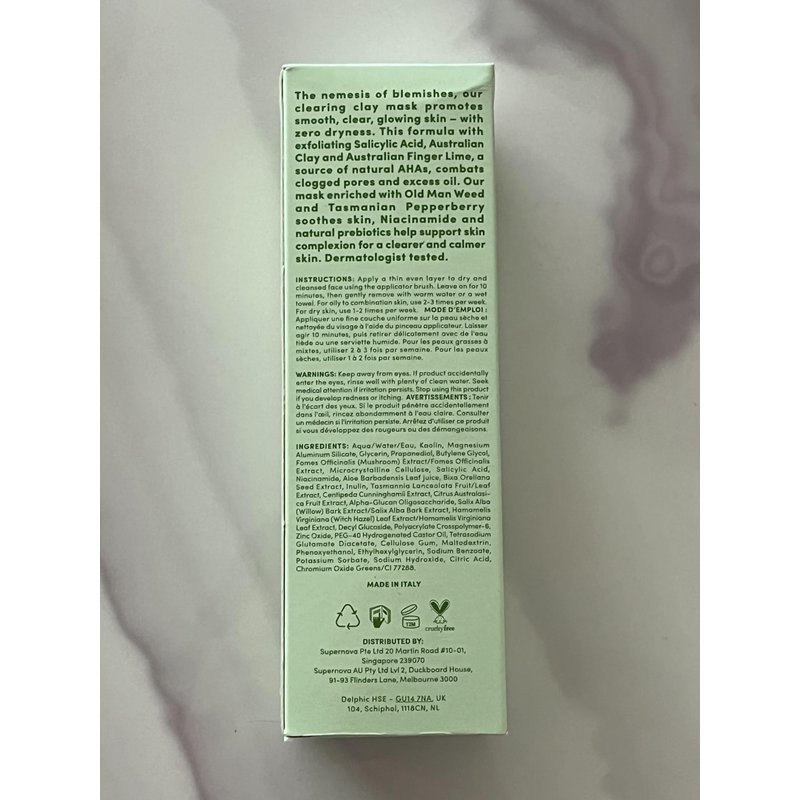 The nemesis of blemishes, our
clearing clay mask promotes
smooth, clear, glowing skin – with
zero dryness. This formula with
exfoliating Salicylic Acid, Australian
Clay and Australian Finger Lime, a
source of natural AHAs, combats
clogged pores and excess oil. Our
mask enriched with Old Man Weed
and Tasmanian Pepperberry
soothes skin, Niacinamide and
natural prebiotics help support skin
complexion for a clearer and calmer
skin. Dermatologist tested.
INSTRUCTIONS: Apply a thin even layer to dry and
cleansed face using the applicator brush. Leave on for 10
minutes, then gently remove with warm water or a wet
towel. For oily to combination skin, use 2-3 times per week.
For dry skin, use 1-2 times per week. MODE D'EMPLOI :
Appliquer une fine couche uniforme sur la peau sèche et
nettoyée du visage à l'aide du pinceau applicateur. Laisser
agir 10 minutes, puis retirer délicatement avec de l'eau
tiède ou une serviette humide. Pour les peaux grasses à
mixtes, utiliser 2 à 3 fois par semaine. Pour les peaux
sèches, utiliser 1 à 2 fois par semaine.
WARNINGS: Keep away from eyes. If product accidentally
enter the eyes, rinse well with plenty of clean water. Seek
medical attention if irritation persists. Stop using this product
if you develop redness or itching. AVERTISSEMENTS : Tenir
à l'écart des yeux. Si le produit pénètre accidentellement
dans l'œil, rincez abondamment à l'eau claire. Consulter
un médecin si l'irritation persiste. Arrêtez d'utiliser ce produit
si vous développez des rougeurs ou des démangeaisons.
INGREDIENTS: Aqua/Water/Eau, Kaolin, Magnesium
Aluminum Silicate, Glycerin, Propanediol, Butylene Glycol,
Fomes Officinalis (Mushroom) Extract/Fomes Officinalis
Extract, Microcrystalline Cellulose, Salicylic Acid,
Niacinamide, Aloe Barbadensis Leaf Juice, Bixa Orellana
Seed Extract, Inulin, Tasmannia Lanceolata Fruit/Leaf
Extract, Centipeda Cunninghamii Extract, Citrus Australasi-
ca Fruit Extract, Alpha-Glucan Oligosaccharide, Salix Alba
(Willow) Bark Extract/Salix Alba Bark Extract, Hamamelis
Virginiana (Witch Hazel) Leaf Extract/Hamamelis Virginiana
Leaf Extract, Decyl Glucoside, Polyacrylate Crosspolymer-6,
Zinc Oxide, PEG-40 Hydrogenated Castor Oil, Tetrasodium
Glutamate Diacetate, Cellulose Gum, Maltodextrin,
Phenoxyethanol, Ethylhexylglycerin, Sodium Benzoate,
Potassium Sorbate, Sodium Hydroxide, Citric Acid,
Chromium Oxide Greens/CI 77288.
MADE IN ITALY
12M
crueltyfree
DISTRIBUTED BY:
Supernova Pte Ltd 20 Martin Road #10-01,
Singapore 239070
Supernova AU Pty Ltd Lvl 2, Duckboard House,
91-93 Flinders Lane, Melbourne 3000
Delphic HSE - GU14 7NA, UK
104, Schiphol, 1118CN, NL